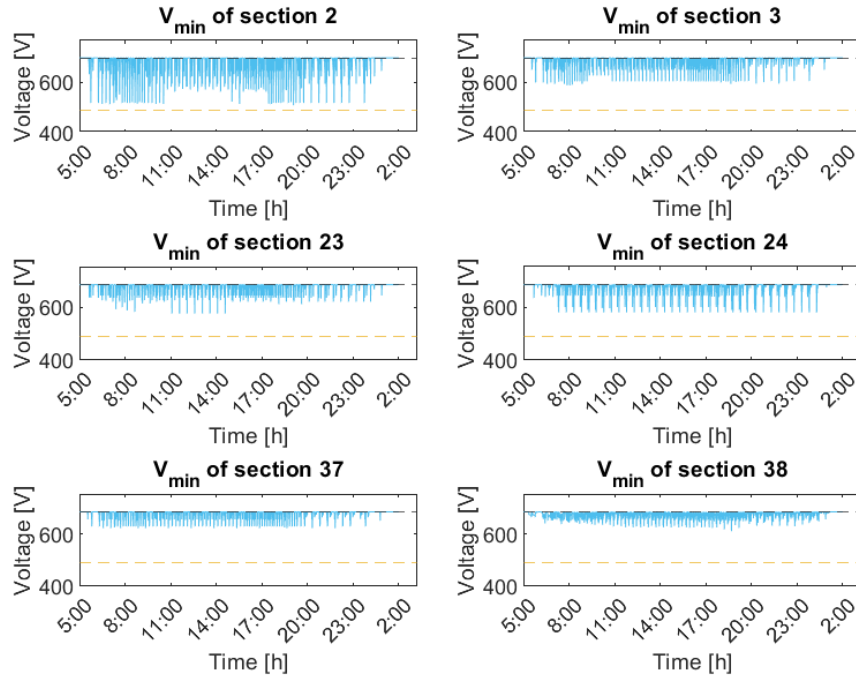 V_min of section 2
Voltage [V]
600
400
5:00 8:00 11:00 14:00 17:00 20:00 23:00 2:00
Time [h]
V_min of section 3
Voltage [V]
600
400
5:00 8:00 11:00 14:00 17:00 20:00 23:00 2:00
Time [h]
V_min of section 23
Voltage [V]
600
400
5:00 8:00 11:00 14:00 17:00 20:00 23:00 2:00
Time [h]
V_min of section 24
Voltage [V]
600
400
5:00 8:00 11:00 14:00 17:00 20:00 23:00 2:00
Time [h]
V_min of section 37
Voltage [V]
600
400
5:00 8:00 11:00 14:00 17:00 20:00 23:00 2:00
Time [h]
V_min of section 38
Voltage [V]
600
400
5:00 8:00 11:00 14:00 17:00 20:00 23:00 2:00
Time [h]